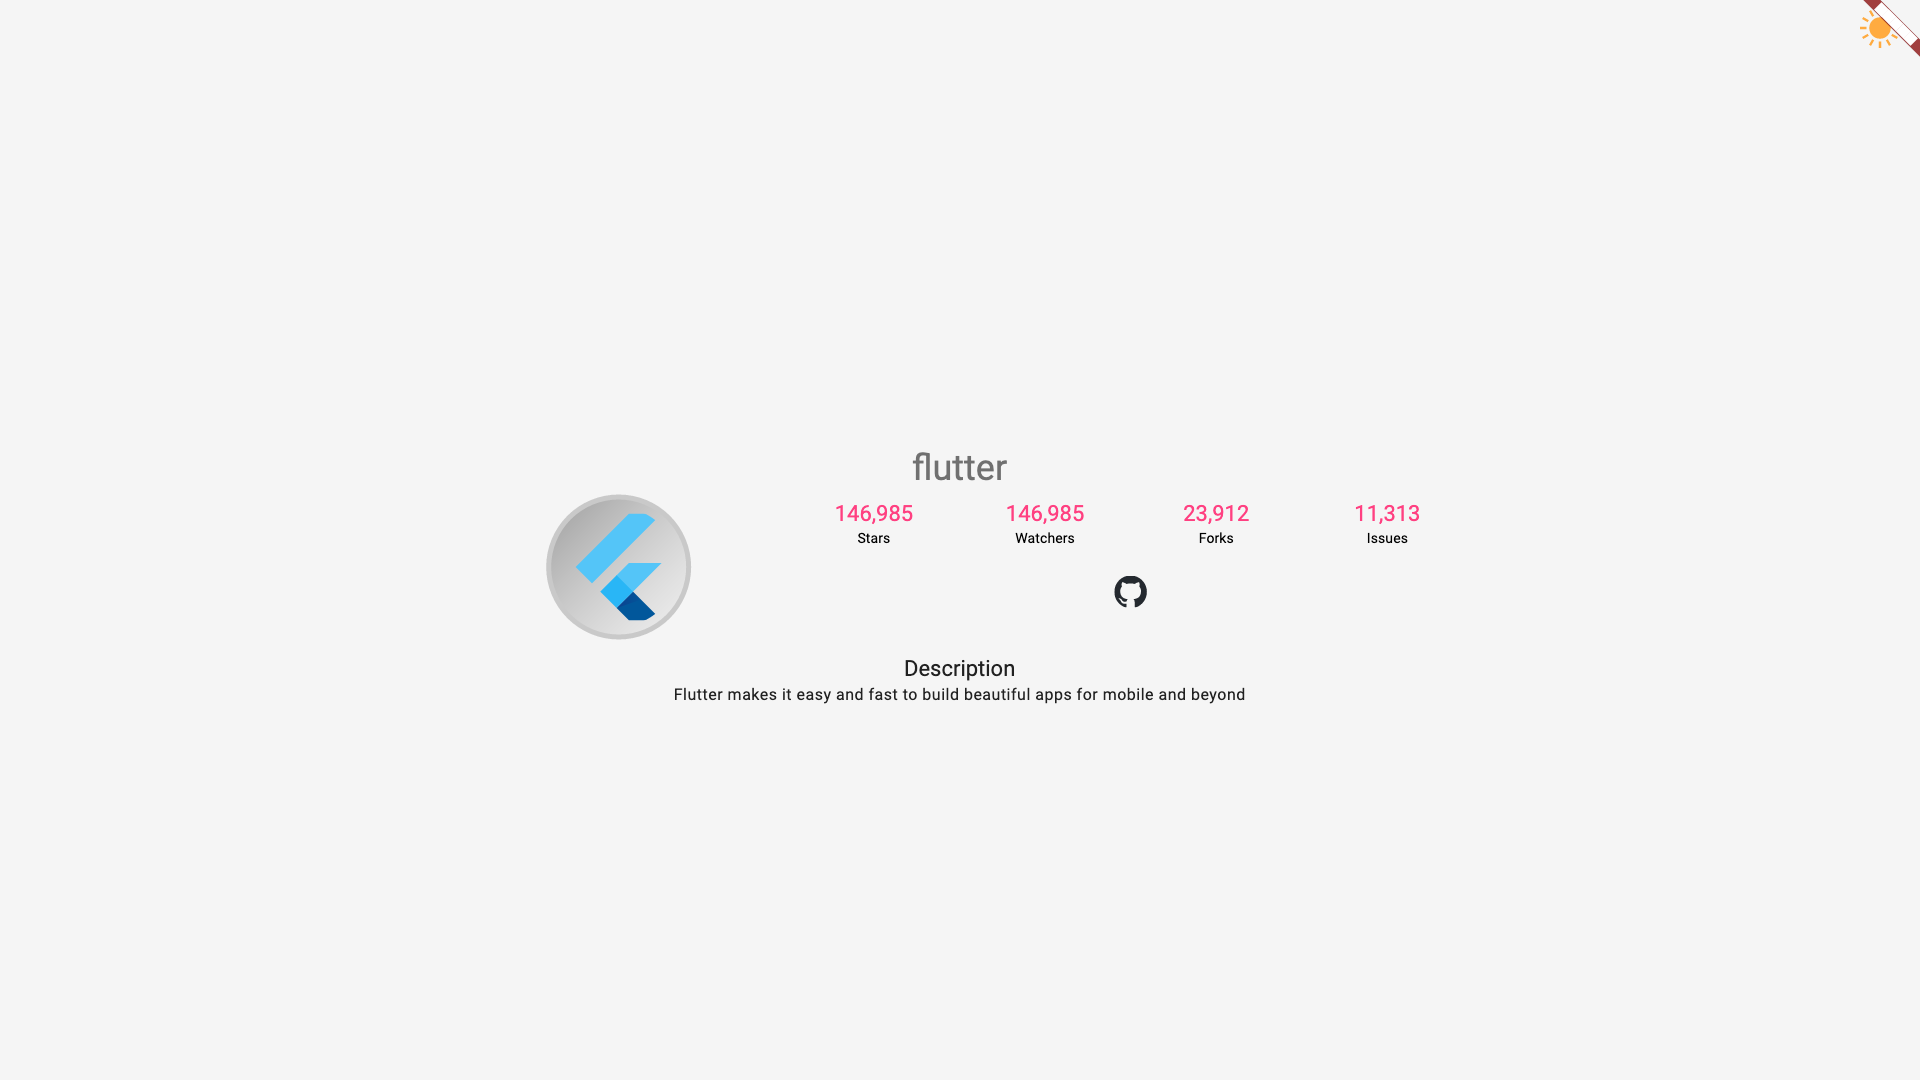 flutter
146,985 146,985 23,912 11,313
Stars Watchers Forks Issues
Description
Flutter makes it easy and fast to build beautiful apps for mobile and beyond